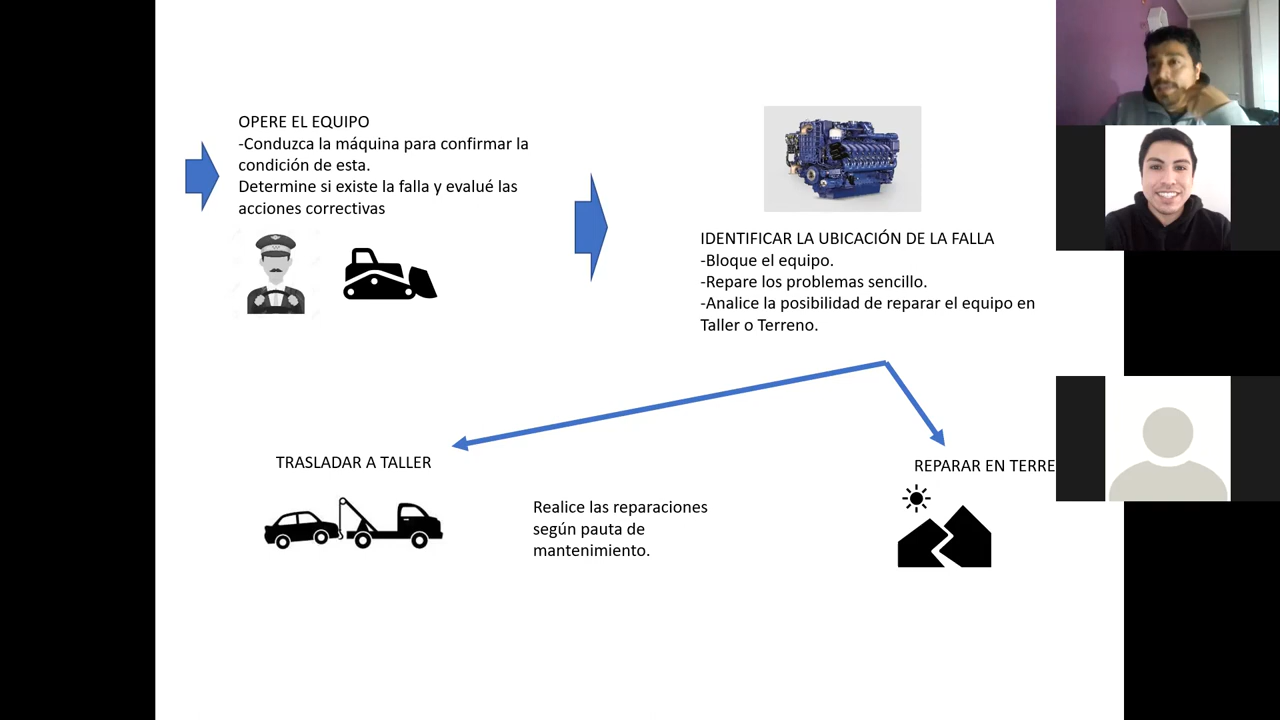 OPERE EL EQUIPO
-Conduzca la máquina para confirmar la
condición de esta.
Determine si existe la falla y evalué las
acciones correctivas
IDENTIFICAR LA UBICACIÓN DE LA FALLA
-Bloque el equipo.
-Repare los problemas sencillo.
-Analice la posibilidad de reparar el equipo en
Taller o Terreno.
TRASLADAR A TALLER
REPARAR EN TERRE
Realice las reparaciones
según pauta de
mantenimiento.